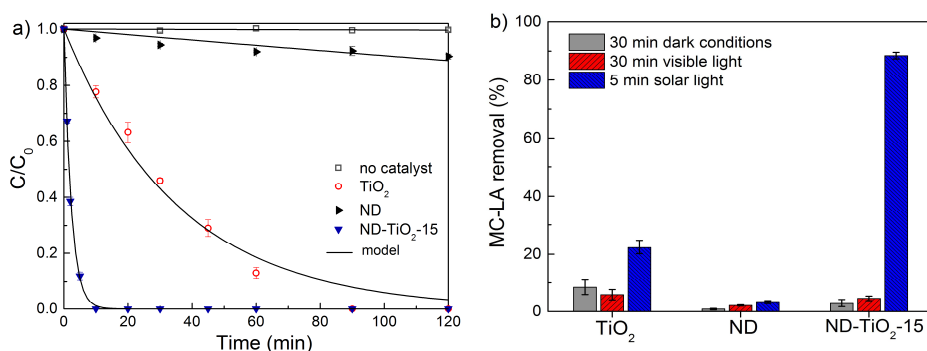 a)
C/C₀
1.0
0.8
0.6
0.4
0.2
0.0
no catalyst
TiO₂
ND
ND-TiO₂-15
model
0 20 40 60 80 100 120
Time (min)
b)
MC-LA removal (%)
100
80
60
40
20
0
30 min dark conditions
30 min visible light
5 min solar light
TiO₂ ND ND-TiO₂-15